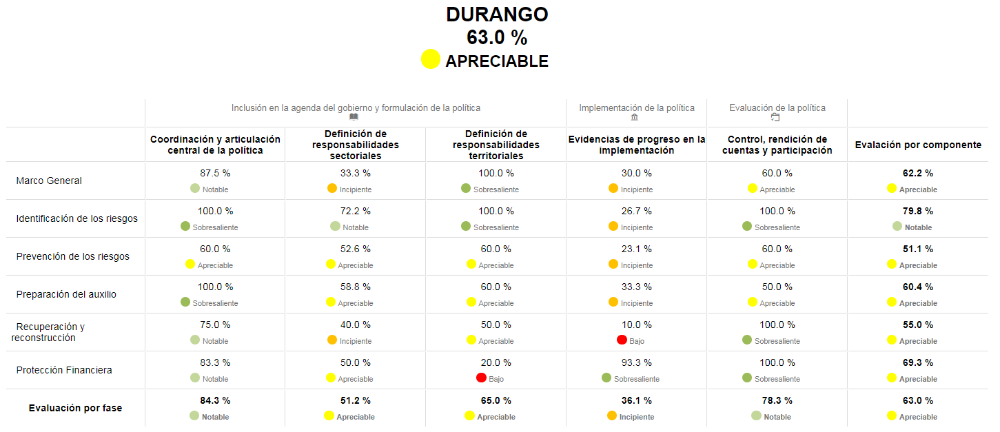 DURANGO
63.0 %
APRECIABLE
Inclusión en la agenda del gobierno y formulación de la política
Implementación de la política
Evaluación de la política
Coordinación y articulación central de la política
Definición de responsabilidades sectoriales
Definición de responsabilidades territoriales
Evidencias de progreso en la implementación
Control, rendición de cuentas y participación
Evalación por componente
Marco General
87.5 % Notable
33.3 % Incipiente
100.0 % Sobresaliente
30.0 % Incipiente
60.0 % Apreciable
62.2 % Apreciable
Identificación de los riesgos
100.0 % Sobresaliente
72.2 % Notable
100.0 % Sobresaliente
26.7 % Incipiente
100.0 % Sobresaliente
79.8 % Notable
Prevención de los riesgos
60.0 % Apreciable
52.6 % Apreciable
60.0 % Apreciable
23.1 % Incipiente
60.0 % Apreciable
51.1 % Apreciable
Preparación del auxilio
100.0 % Sobresaliente
58.8 % Apreciable
60.0 % Apreciable
33.3 % Incipiente
50.0 % Apreciable
60.4 % Apreciable
Recuperación y reconstrucción
75.0 % Notable
40.0 % Incipiente
50.0 % Apreciable
10.0 % Bajo
100.0 % Sobresaliente
55.0 % Apreciable
Protección Financiera
83.3 % Notable
50.0 % Apreciable
20.0 % Bajo
93.3 % Sobresaliente
100.0 % Sobresaliente
69.3 % Apreciable
Evaluación por fase
84.3 % Notable
51.2 % Apreciable
65.0 % Apreciable
36.1 % Incipiente
78.3 % Notable
63.0 % Apreciable